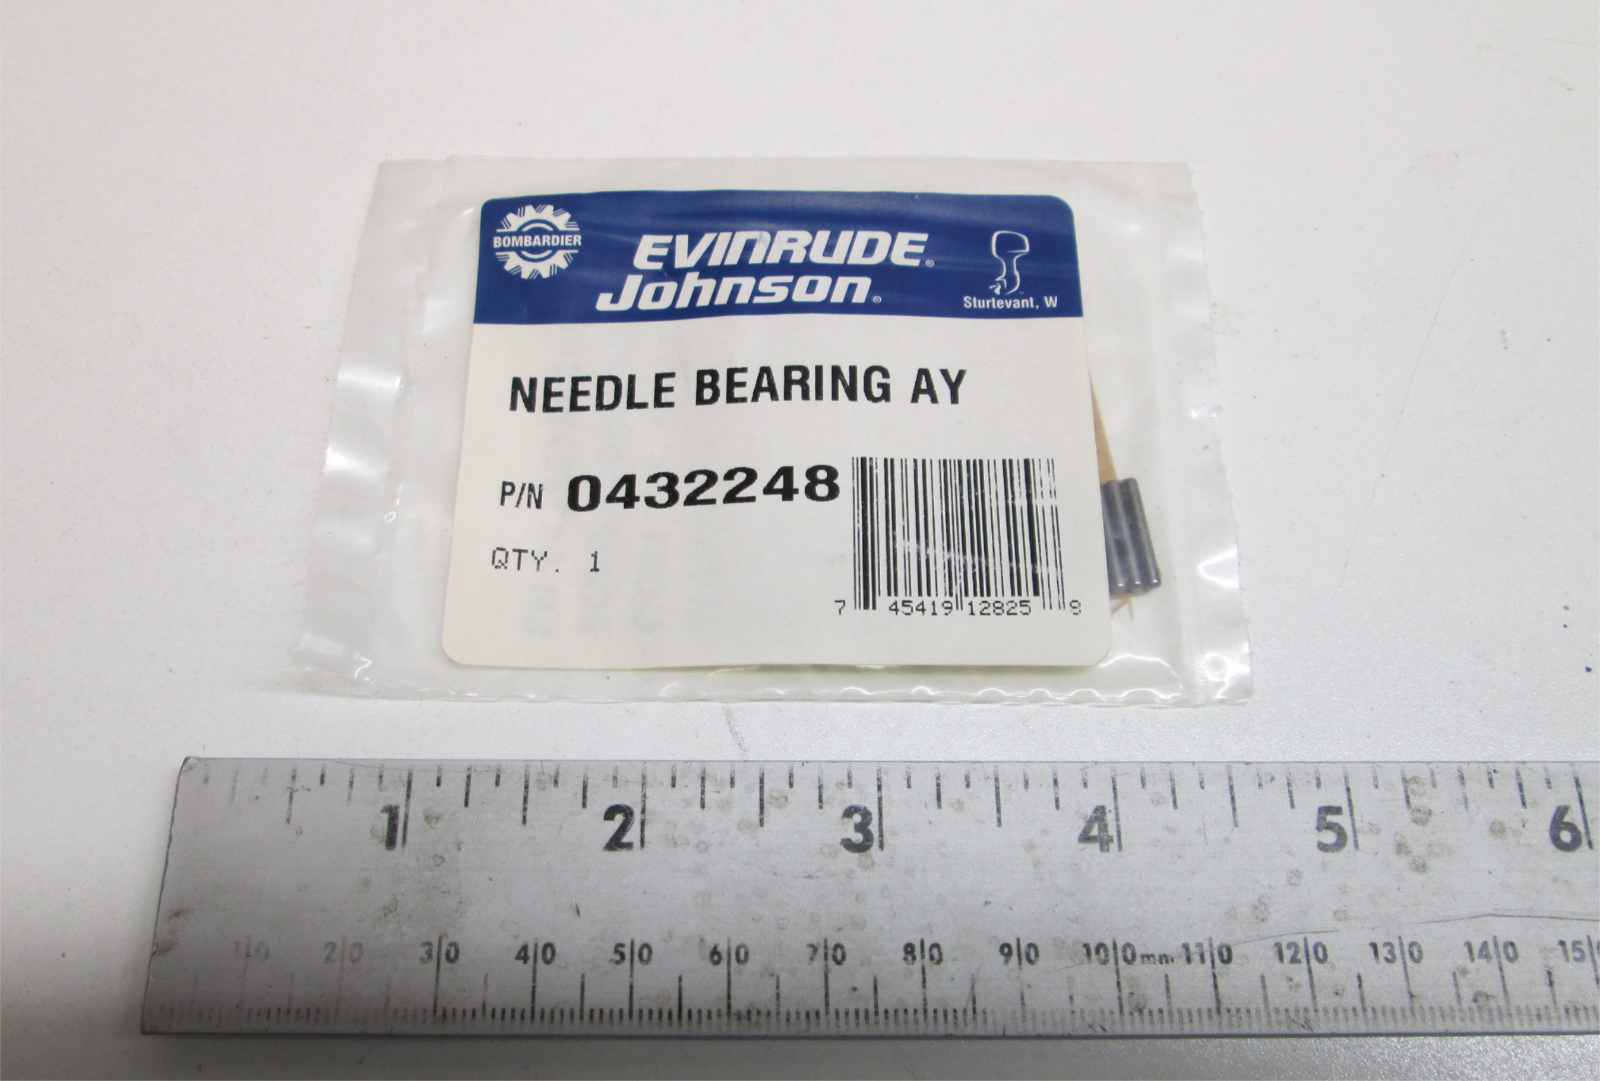 BOMBARDIER
EVINRUDE®
Johnson®
Sturtevant, W
NEEDLE BEARING AY
P/N 0432248
QTY. 1
7 45419 12825 8
1 2 3 4 5 6
10 20 30 40 50 60 70 80 90 100mm 110 120 130 140 15